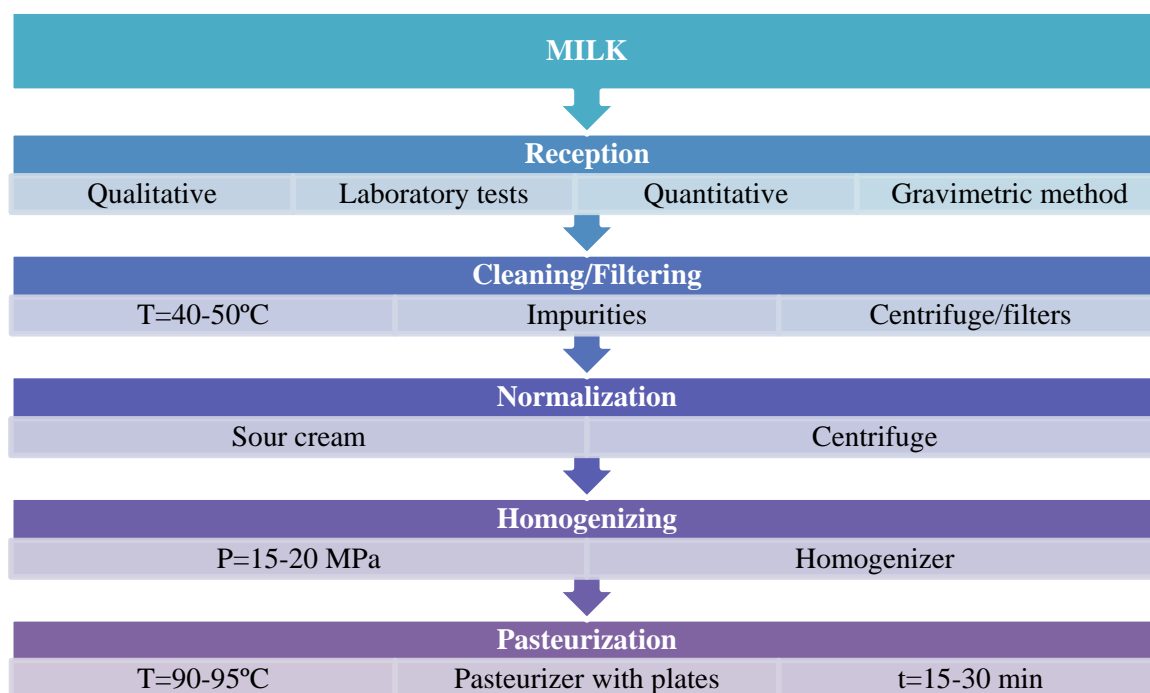 MILK
Reception
Qualitative Laboratory tests Quantitative Gravimetric method
Cleaning/Filtering
T=40-50ºC Impurities Centrifuge/filters
Normalization
Sour cream Centrifuge
Homogenizing
P=15-20 MPa Homogenizer
Pasteurization
T=90-95ºC Pasteurizer with plates t=15-30 min